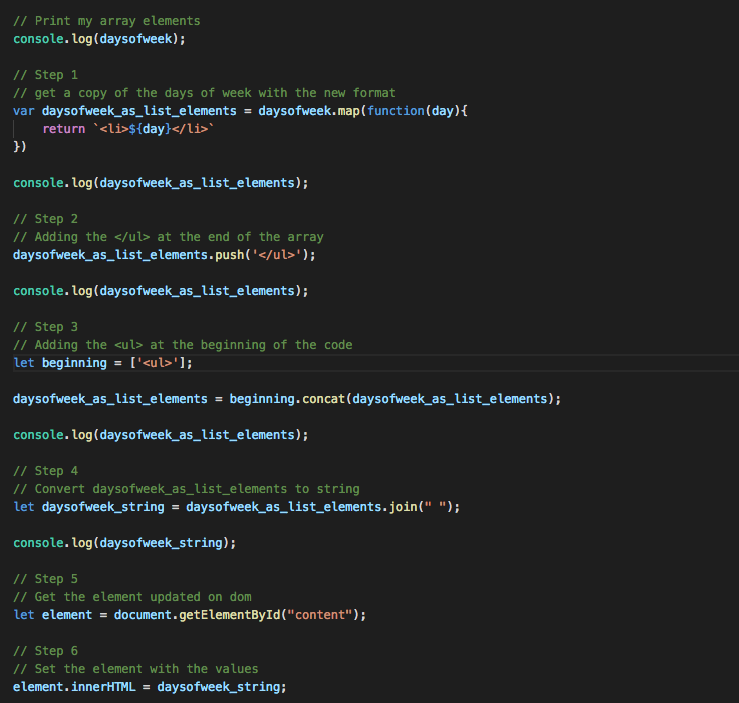 // Print my array elements
console.log(daysofweek);
// Step 1
// get a copy of the days of week with the new format
var daysofweek_as_list_elements = daysofweek.map(function(day){
    return `<li>${day}</li>`
})
console.log(daysofweek_as_list_elements);
// Step 2
// Adding the </ul> at the end of the array
daysofweek_as_list_elements.push('</ul>');
console.log(daysofweek_as_list_elements);
// Step 3
// Adding the <ul> at the beginning of the code
let beginning = ['<ul>'];
daysofweek_as_list_elements = beginning.concat(daysofweek_as_list_elements);
console.log(daysofweek_as_list_elements);
// Step 4
// Convert daysofweek_as_list_elements to string
let daysofweek_string = daysofweek_as_list_elements.join(" ");
console.log(daysofweek_string);
// Step 5
// Get the element updated on dom
let element = document.getElementById("content");
// Step 6
// Set the element with the values
element.innerHTML = daysofweek_string;